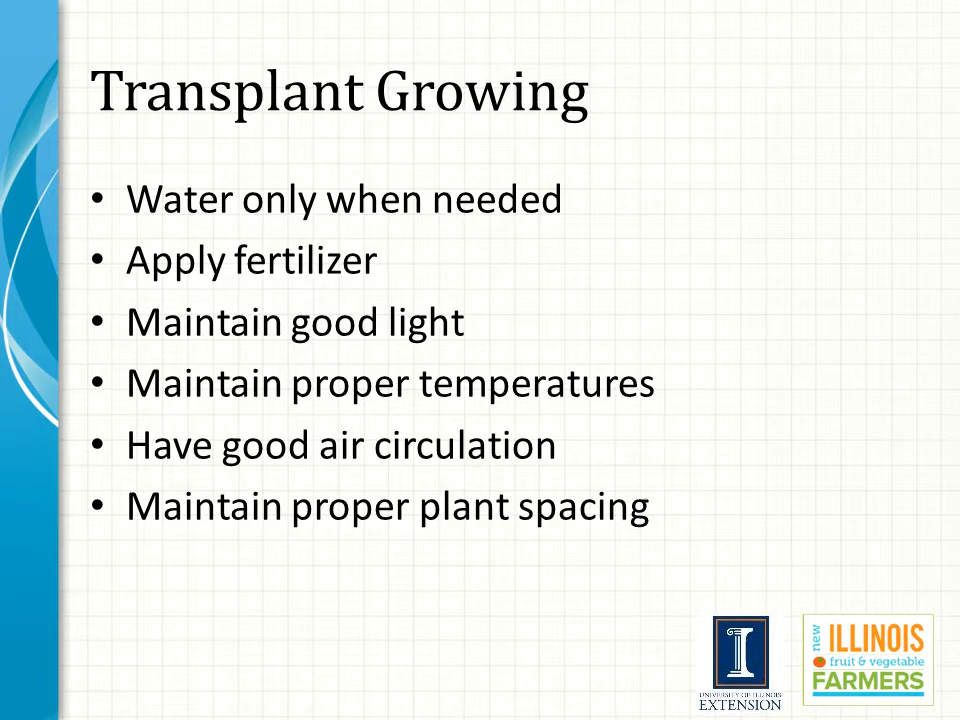 Transplant Growing
• Water only when needed
• Apply fertilizer
• Maintain good light
• Maintain proper temperatures
• Have good air circulation
• Maintain proper plant spacing
I
UNIVERSITY OF ILLINOIS
EXTENSION
new
ILLINOIS
fruit & vegetable
FARMERS